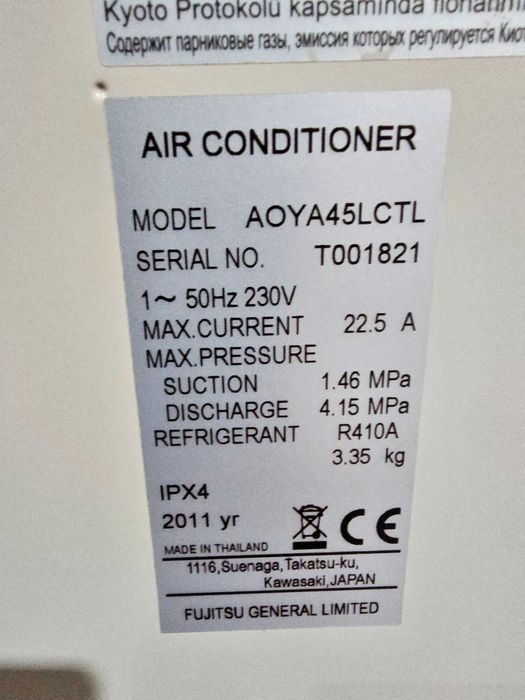 Kyoto Protokolü kapsamında
Содержит парниковые газы, эмиссия которых регулируется
AIR CONDITIONER
MODEL AOYA45LCTL
SERIAL NO. T001821
1~ 50Hz 230V
MAX.CURRENT 22.5 A
MAX.PRESSURE
SUCTION 1.46 MPa
DISCHARGE 4.15 MPa
REFRIGERANT R410A
3.35 kg
IPX4
2011 yr
CE
MADE IN THAILAND
1116,Suenaga,Takatsu-ku,
Kawasaki,JAPAN
FUJITSU GENERAL LIMITED